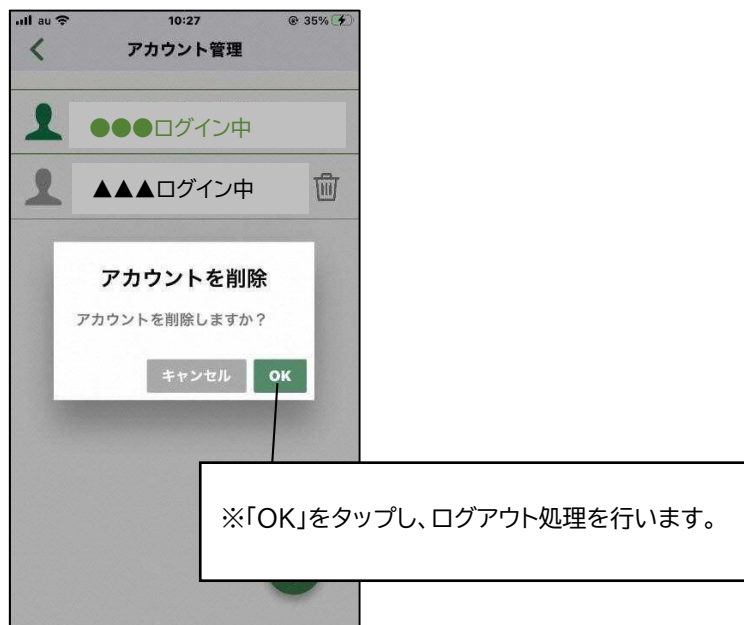 au 10:27 35%
アカウント管理
●●●ログイン中
▲▲▲ログイン中
アカウントを削除
アカウントを削除しますか？
キャンセル OK
※「OK」をタップし、ログアウト処理を行います。